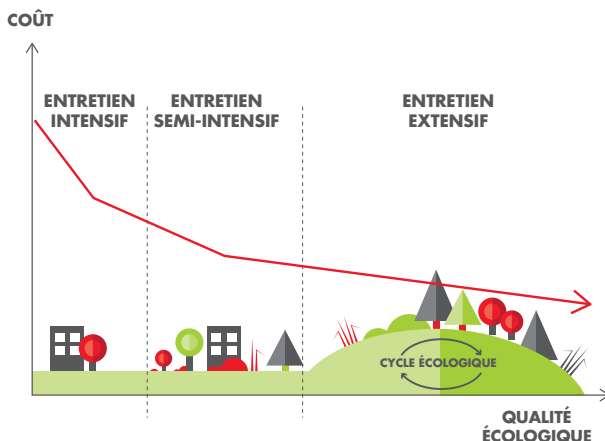 COÛT
ENTRETIEN
INTENSIF
ENTRETIEN
SEMI-INTENSIF
ENTRETIEN
EXTENSIF
CYCLE ÉCOLOGIQUE
QUALITÉ
ÉCOLOGIQUE